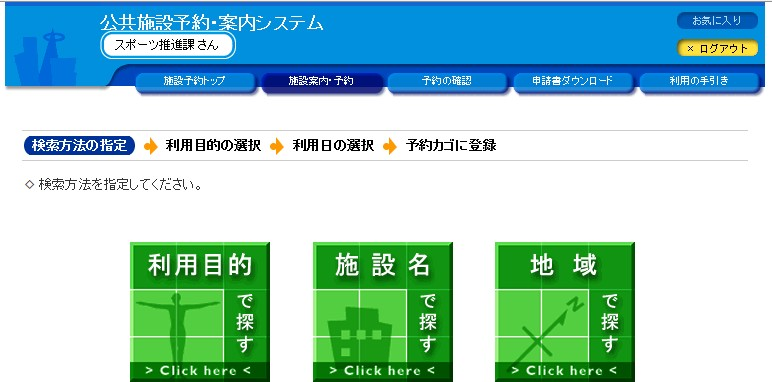 公共施設予約・案内システム
お気に入り
スポーツ推進課 さん
× ログアウト
施設予約トップ
施設案内・予約
予約の確認
申請書ダウンロード
利用の手引き
検索方法の指定 利用目的の選択 利用日の選択 予約カゴに登録
◇ 検索方法を指定してください。
利用目的
で探す
> Click here <
施設名
で探す
> Click here <
地域
で探す
> Click here <
N